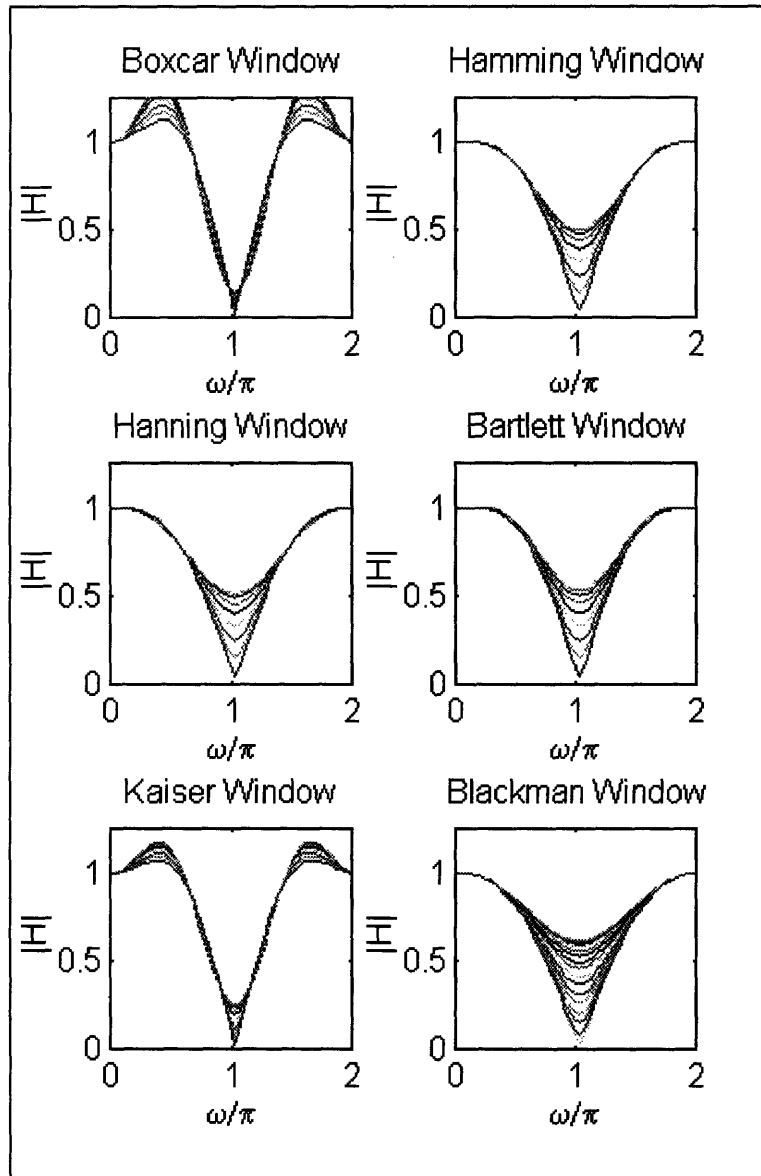 Boxcar Window
Hamming Window
|H|
1
0.5
0
0 1 2
ω/π
|H|
1
0.5
0
0 1 2
ω/π
Hanning Window
Bartlett Window
|H|
1
0.5
0
0 1 2
ω/π
|H|
1
0.5
0
0 1 2
ω/π
Kaiser Window
Blackman Window
|H|
1
0.5
0
0 1 2
ω/π
|H|
1
0.5
0
0 1 2
ω/π